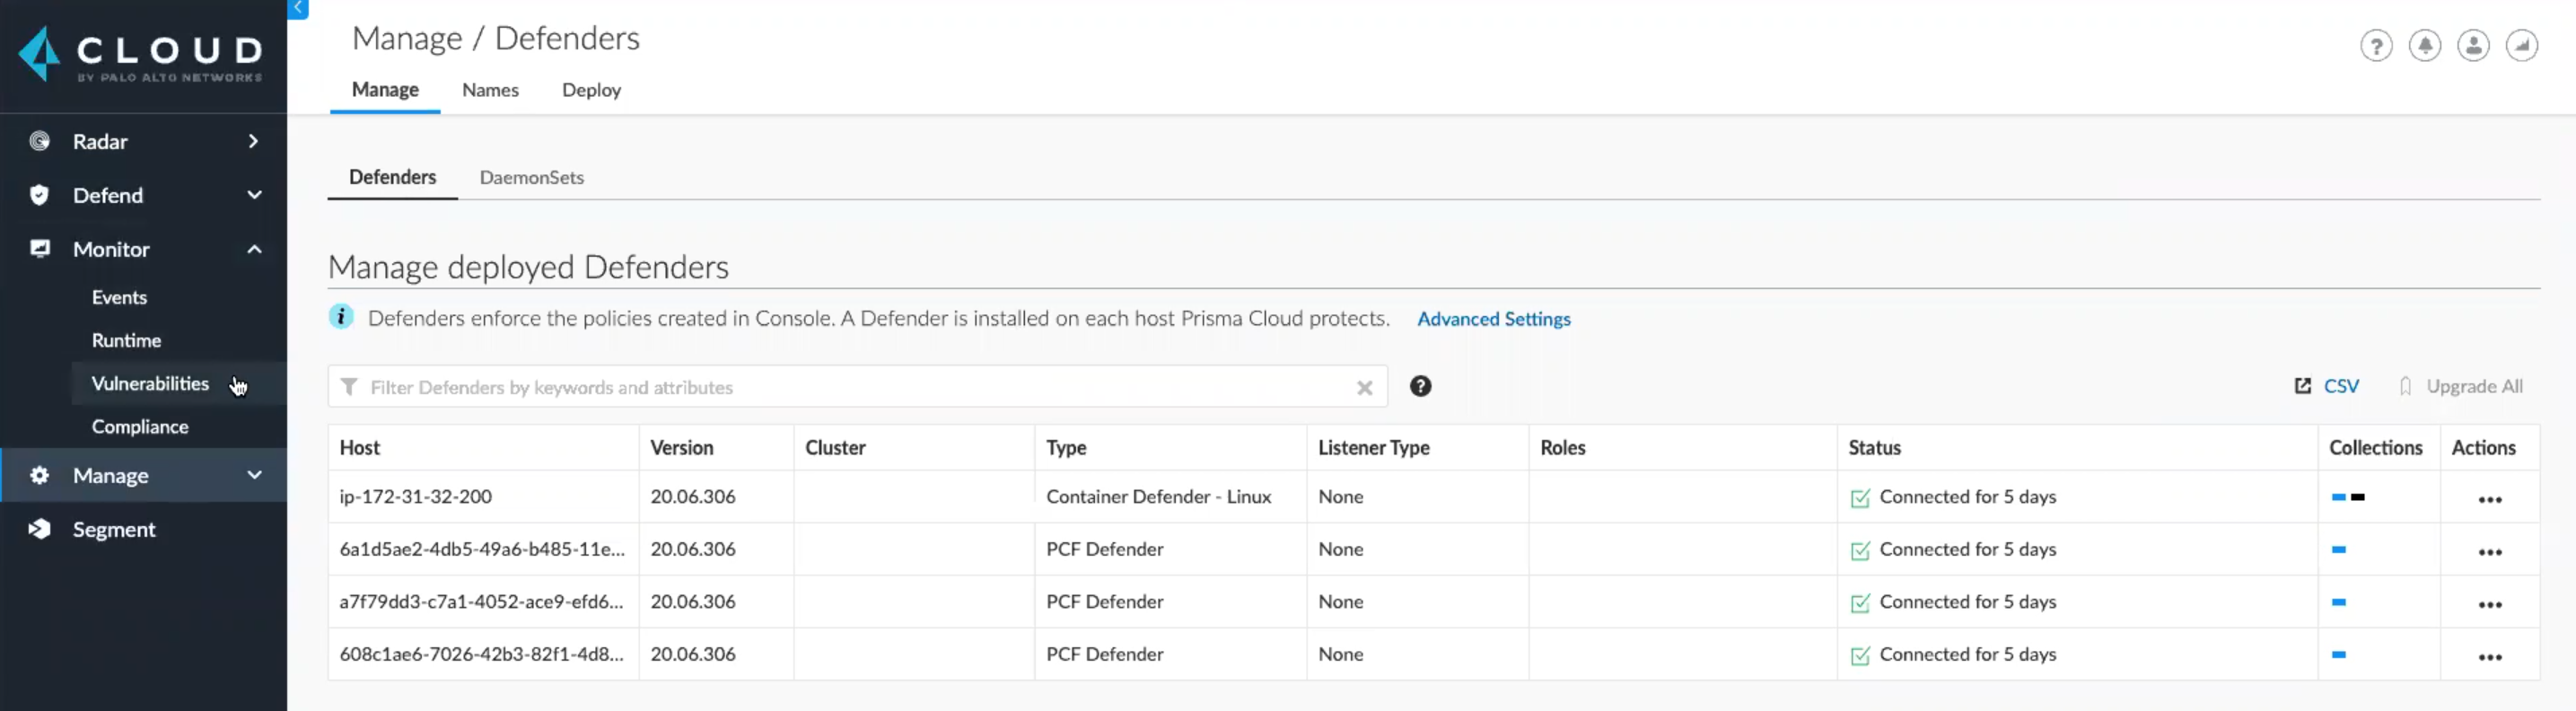 CLOUD
BY PALO ALTO NETWORKS
Radar
Defend
Monitor
Events
Runtime
Vulnerabilities
Compliance
Manage
Segment
Manage / Defenders
Manage Names Deploy
Defenders DaemonSets
Manage deployed Defenders
Defenders enforce the policies created in Console. A Defender is installed on each host Prisma Cloud protects. Advanced Settings
Filter Defenders by keywords and attributes
CSV Upgrade All
Host Version Cluster Type Listener Type Roles Status Collections Actions
ip-172-31-32-200 20.06.306 Container Defender - Linux None Connected for 5 days
6a1d5ae2-4db5-49a6-b485-11e... 20.06.306 PCF Defender None Connected for 5 days
a7f79dd3-c7a1-4052-ace9-efd6... 20.06.306 PCF Defender None Connected for 5 days
608c1ae6-7026-42b3-82f1-4d8... 20.06.306 PCF Defender None Connected for 5 days